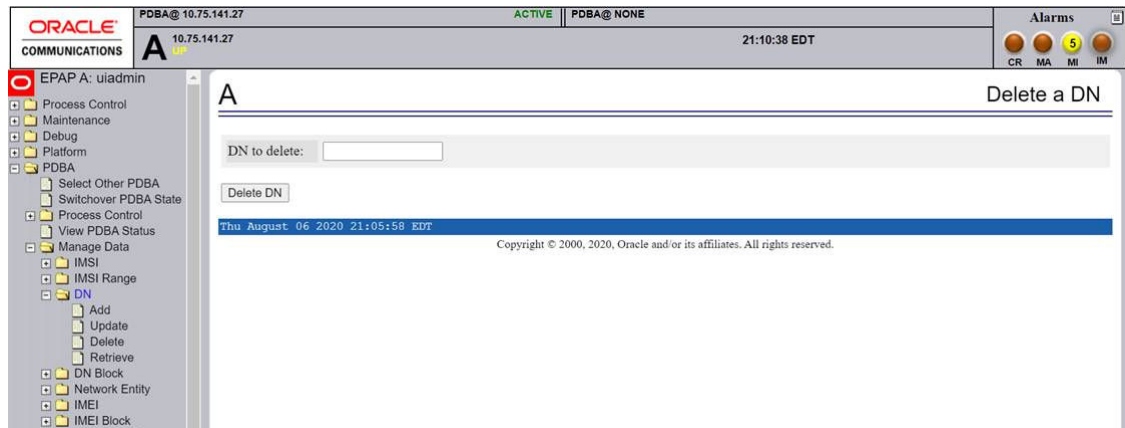 ORACLE
COMMUNICATIONS
PDBA@ 10.75.141.27
ACTIVE
PDBA@ NONE
A
10.75.141.27
UP
21:10:38 EDT
Alarms
5
CR MA MI IM
EPAP A: uiadmin
Process Control
Maintenance
Debug
Platform
PDBA
Select Other PDBA
Switchover PDBA State
Process Control
View PDBA Status
Manage Data
IMSI
IMSI Range
DN
Add
Update
Delete
Retrieve
DN Block
Network Entity
IMEI
IMEI Block
A
Delete a DN
DN to delete:
Delete DN
Thu August 06 2020 21:05:58 EDT
Copyright © 2000, 2020, Oracle and/or its affiliates. All rights reserved.